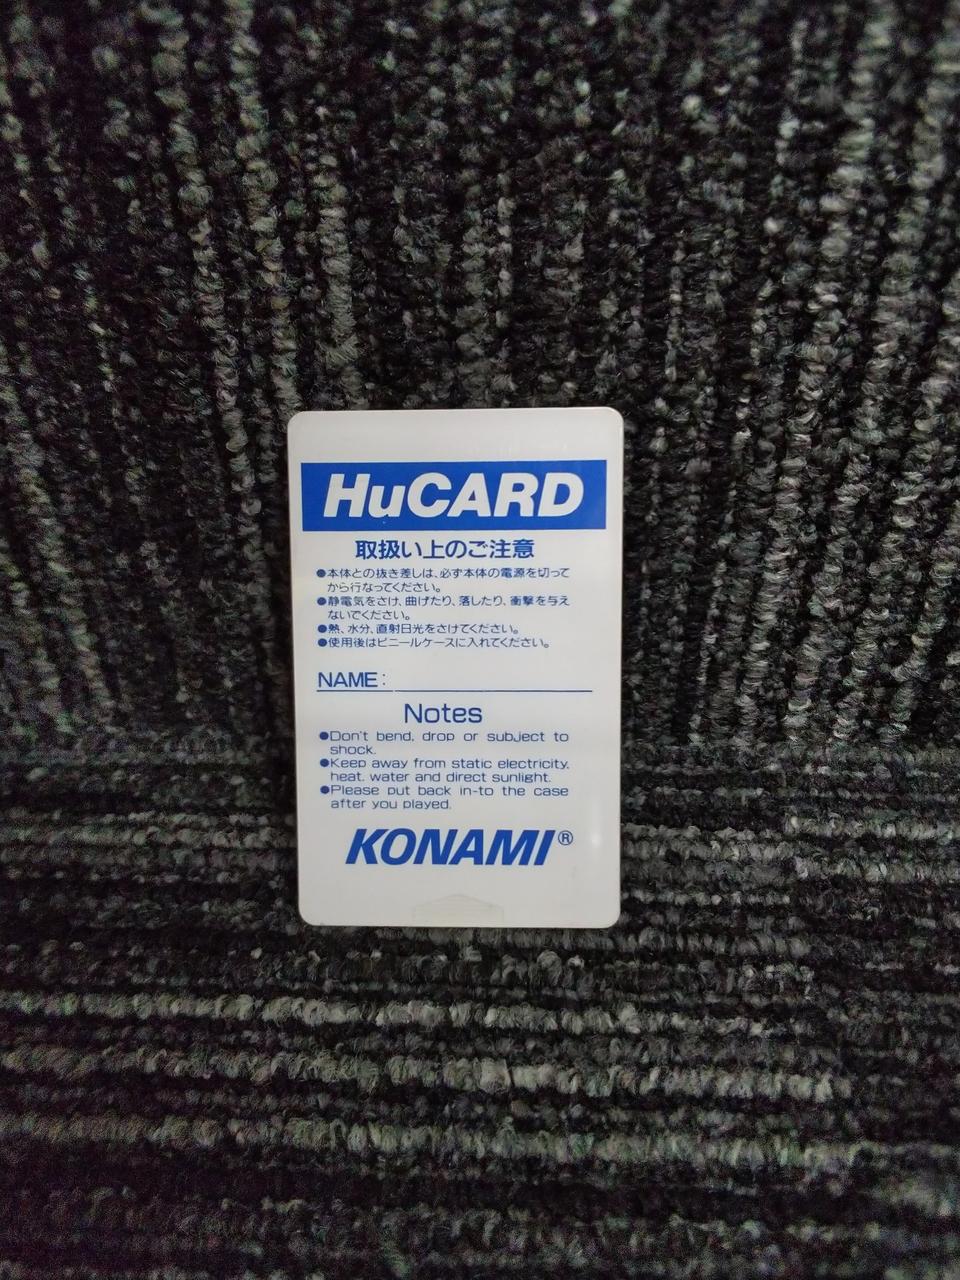 HuCARD
取扱い上のご注意
●本体との抜き差しは、必ず本体の電源を切って
から行なってください。
●静電気をさけ、曲げたり、落したり、衝撃を与え
ないでください。
●熱、水分、直射日光をさけてください。
●使用後はビニールケースに入れてください。
NAME:
Notes
●Don't bend, drop or subject to
shock.
●Keep away from static electricity,
heat, water and direct sunlight.
●Please put back in-to the case
after you played.
KONAMI®